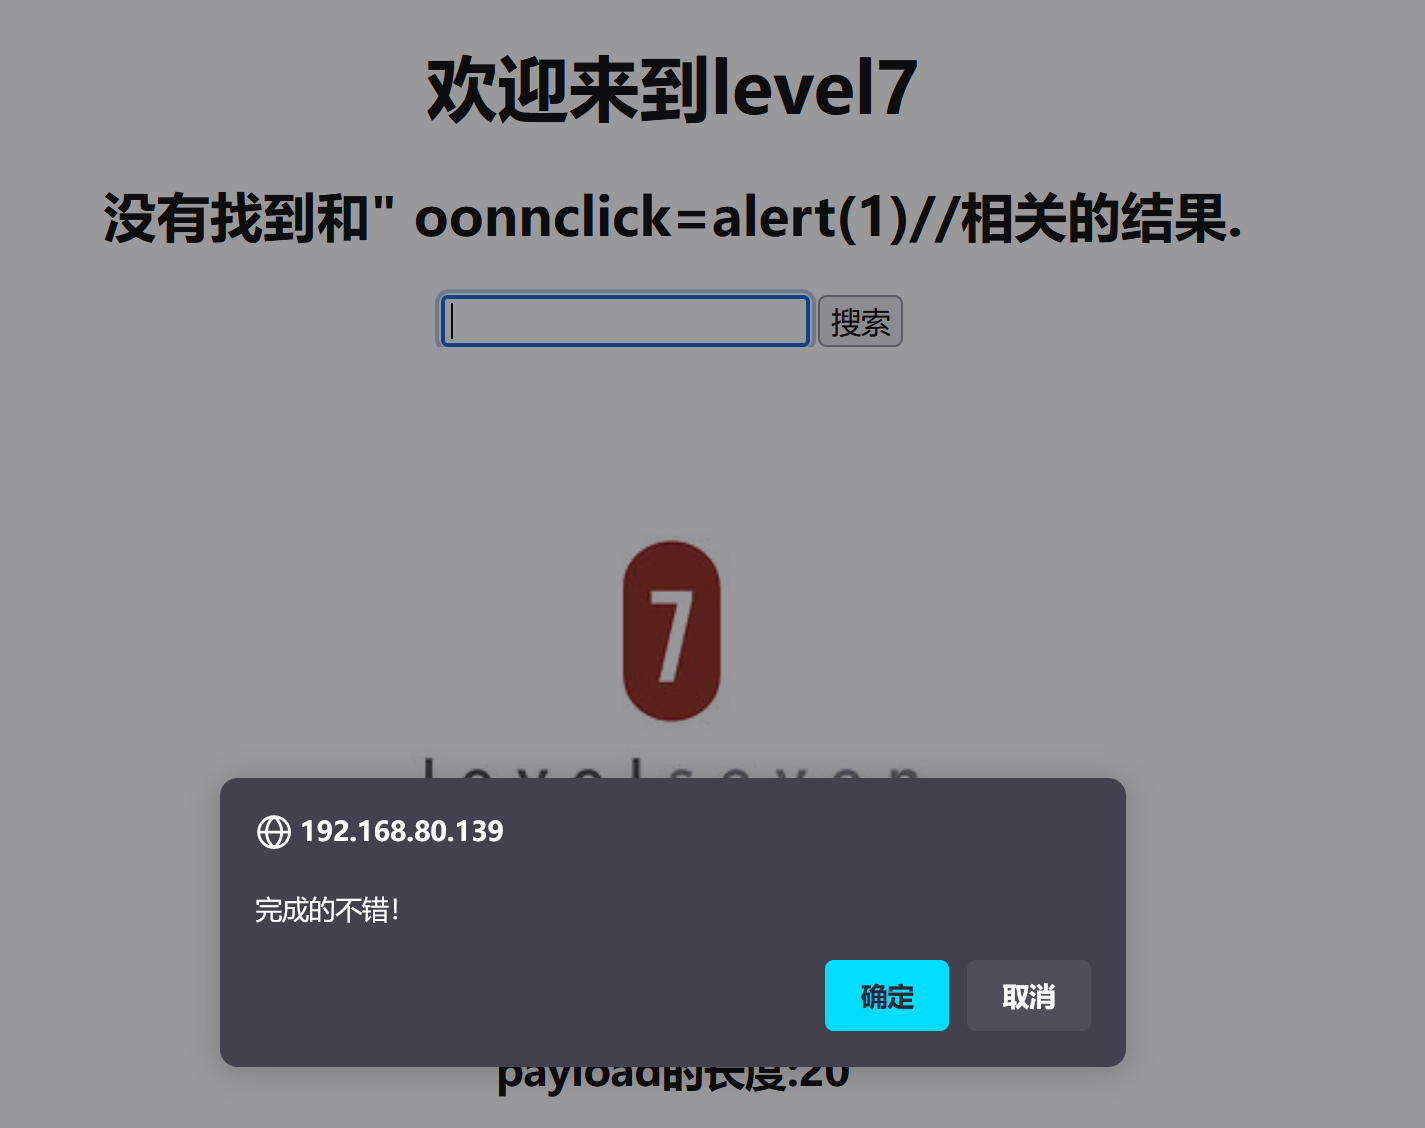 欢迎来到level7
没有找到和" oonnclick=alert(1)//相关的结果.
搜索
7
level seven
192.168.80.139
完成的不错！
确定 取消
payload的长度:20